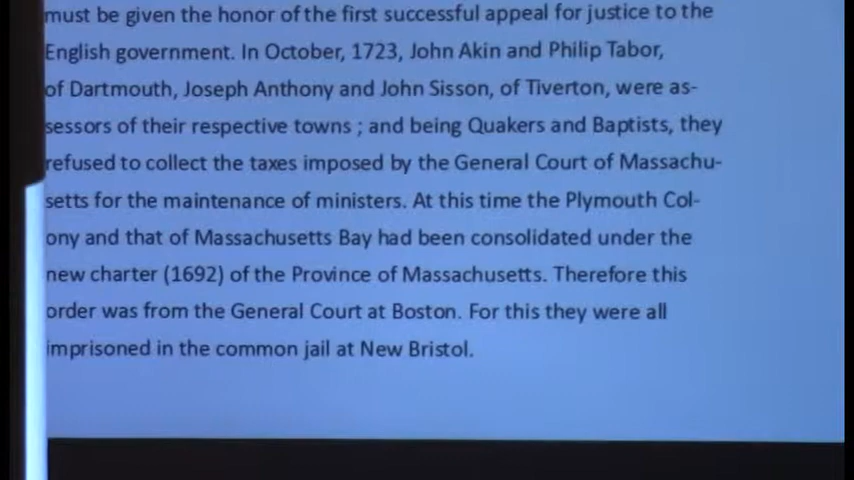 must be given the honor of the first successful appeal for justice to the
English government. In October, 1723, John Akin and Philip Tabor,
of Dartmouth, Joseph Anthony and John Sisson, of Tiverton, were as-
sessors of their respective towns ; and being Quakers and Baptists, they
refused to collect the taxes imposed by the General Court of Massachu-
setts for the maintenance of ministers. At this time the Plymouth Col-
ony and that of Massachusetts Bay had been consolidated under the
new charter (1692) of the Province of Massachusetts. Therefore this
order was from the General Court at Boston. For this they were all
imprisoned in the common jail at New Bristol.